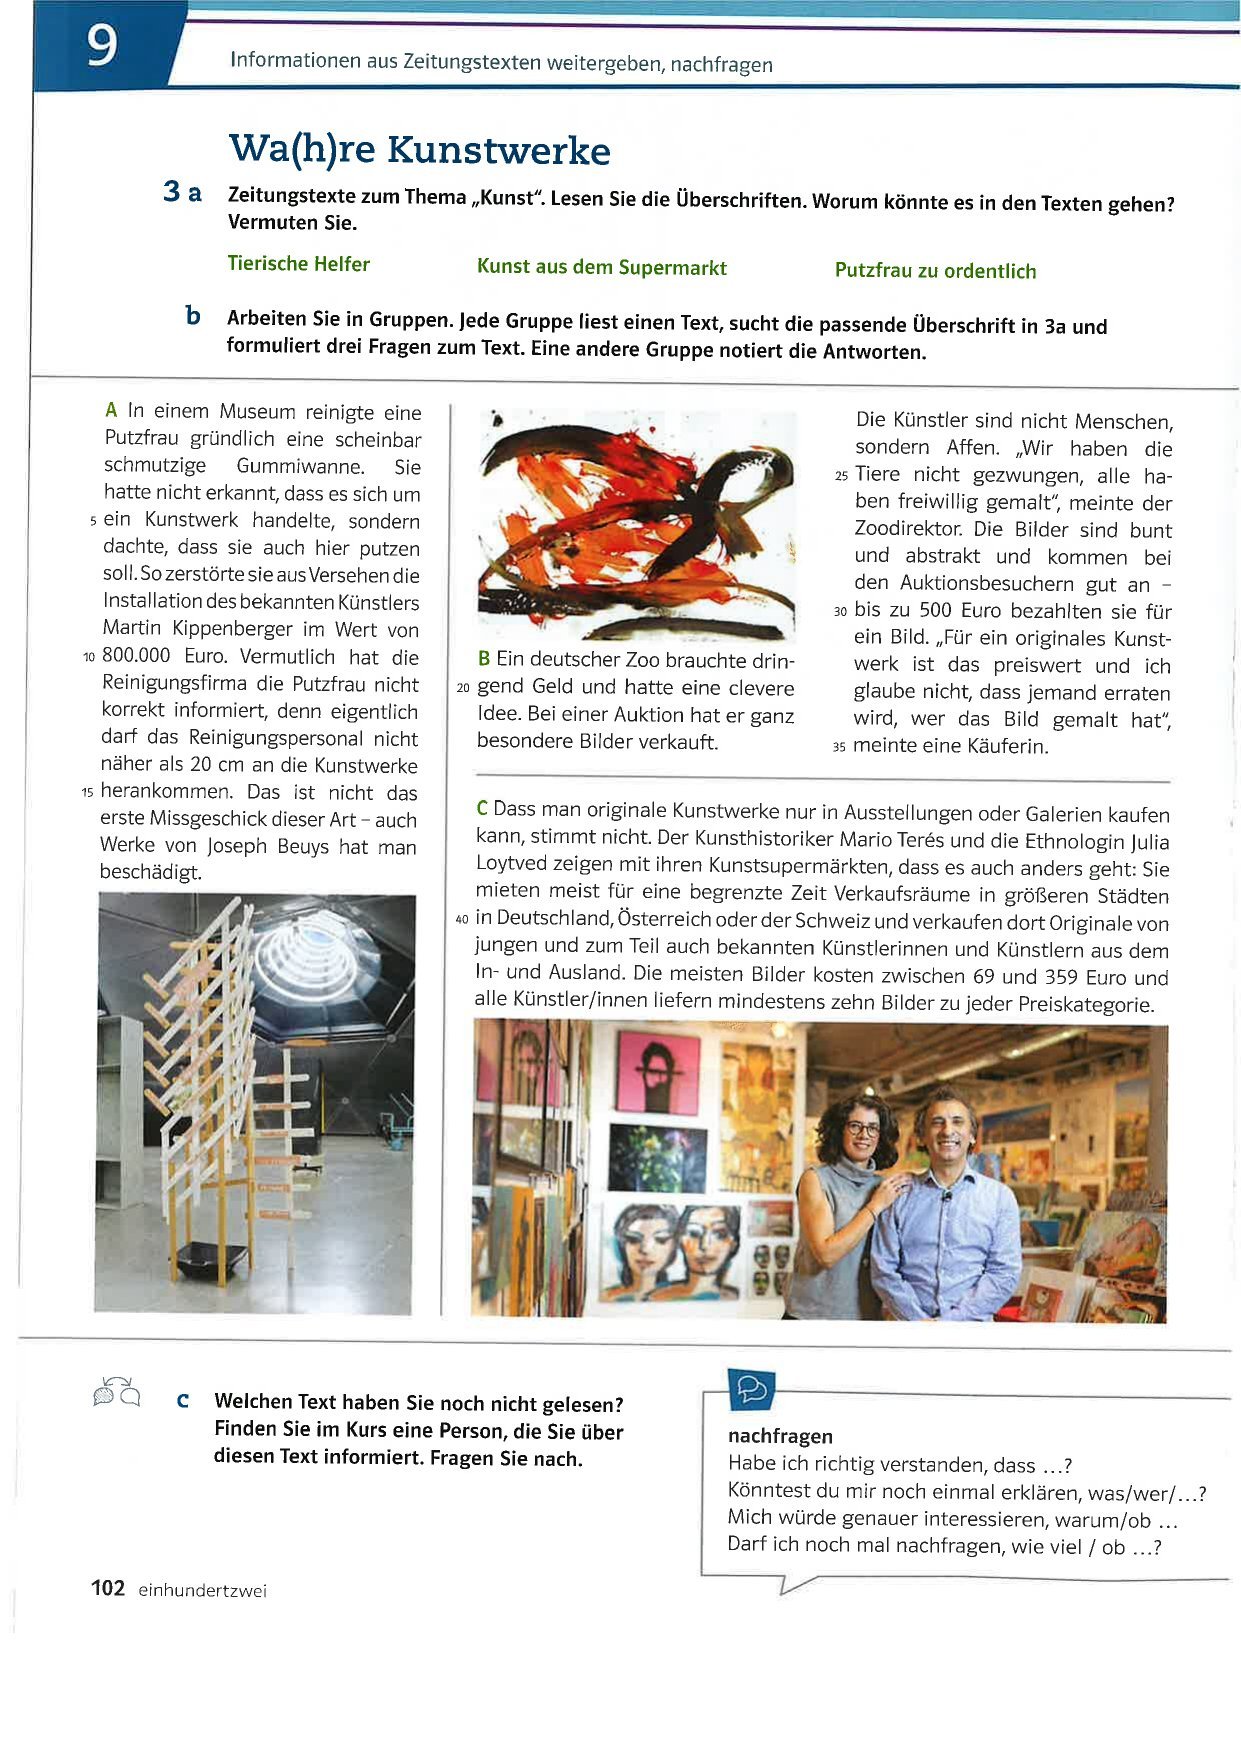 9
Informationen aus Zeitungstexten weitergeben, nachfragen
Wa(h)re Kunstwerke
3 a Zeitungstexte zum Thema „Kunst“. Lesen Sie die Überschriften. Worum könnte es in den Texten gehen?
Vermuten Sie.
Tierische Helfer Kunst aus dem Supermarkt Putzfrau zu ordentlich
b Arbeiten Sie in Gruppen. Jede Gruppe liest einen Text, sucht die passende Überschrift in 3a und
formuliert drei Fragen zum Text. Eine andere Gruppe notiert die Antworten.
A In einem Museum reinigte eine
Putzfrau gründlich eine scheinbar
schmutzige Gummiwanne. Sie
hatte nicht erkannt, dass es sich um
5 ein Kunstwerk handelte, sondern
dachte, dass sie auch hier putzen
soll. So zerstörte sie aus Versehen die
Installation des bekannten Künstlers
Martin Kippenberger im Wert von
10 800.000 Euro. Vermutlich hat die
Reinigungsfirma die Putzfrau nicht
korrekt informiert, denn eigentlich
darf das Reinigungspersonal nicht
näher als 20 cm an die Kunstwerke
15 herankommen. Das ist nicht das
erste Missgeschick dieser Art – auch
Werke von Joseph Beuys hat man
beschädigt.
B Ein deutscher Zoo brauchte drin-
20 gend Geld und hatte eine clevere
Idee. Bei einer Auktion hat er ganz
besondere Bilder verkauft.
Die Künstler sind nicht Menschen,
sondern Affen. „Wir haben die
25 Tiere nicht gezwungen, alle ha-
ben freiwillig gemalt“, meinte der
Zoodirektor. Die Bilder sind bunt
und abstrakt und kommen bei
den Auktionsbesuchern gut an –
30 bis zu 500 Euro bezahlten sie für
ein Bild. „Für ein originales Kunst-
werk ist das preiswert und ich
glaube nicht, dass jemand erraten
wird, wer das Bild gemalt hat“,
35 meinte eine Käuferin.
C Dass man originale Kunstwerke nur in Ausstellungen oder Galerien kaufen
kann, stimmt nicht. Der Kunsthistoriker Mario Terés und die Ethnologin Julia
Loytved zeigen mit ihren Kunstsupermärkten, dass es auch anders geht: Sie
mieten meist für eine begrenzte Zeit Verkaufsräume in größeren Städten
40 in Deutschland, Österreich oder der Schweiz und verkaufen dort Originale von
jungen und zum Teil auch bekannten Künstlerinnen und Künstlern aus dem
In- und Ausland. Die meisten Bilder kosten zwischen 69 und 359 Euro und
alle Künstler/innen liefern mindestens zehn Bilder zu jeder Preiskategorie.
c Welchen Text haben Sie noch nicht gelesen?
Finden Sie im Kurs eine Person, die Sie über
diesen Text informiert. Fragen Sie nach.
nachfragen
Habe ich richtig verstanden, dass ...?
Könntest du mir noch einmal erklären, was/wer/...?
Mich würde genauer interessieren, warum/ob ...
Darf ich noch mal nachfragen, wie viel / ob ...?
102 einhundertzwei